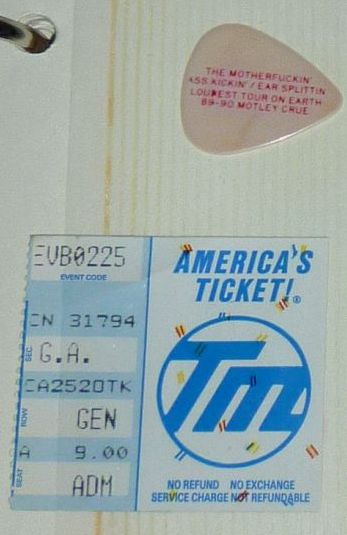 THE MOTHERFUCKIN'
ASS KICKIN' / EAR SPLITTIN
LOUDEST TOUR ON EARTH
89-90 MOTLEY CRUE
EVB0225
EVENT CODE
CN 31794
SEC
G.A.
CA2520TK
ROW
GEN
A 9.00
SEAT
ADM
AMERICA'S
TICKET!®
TM
NO REFUND NO EXCHANGE
SERVICE CHARGE NOT REFUNDABLE